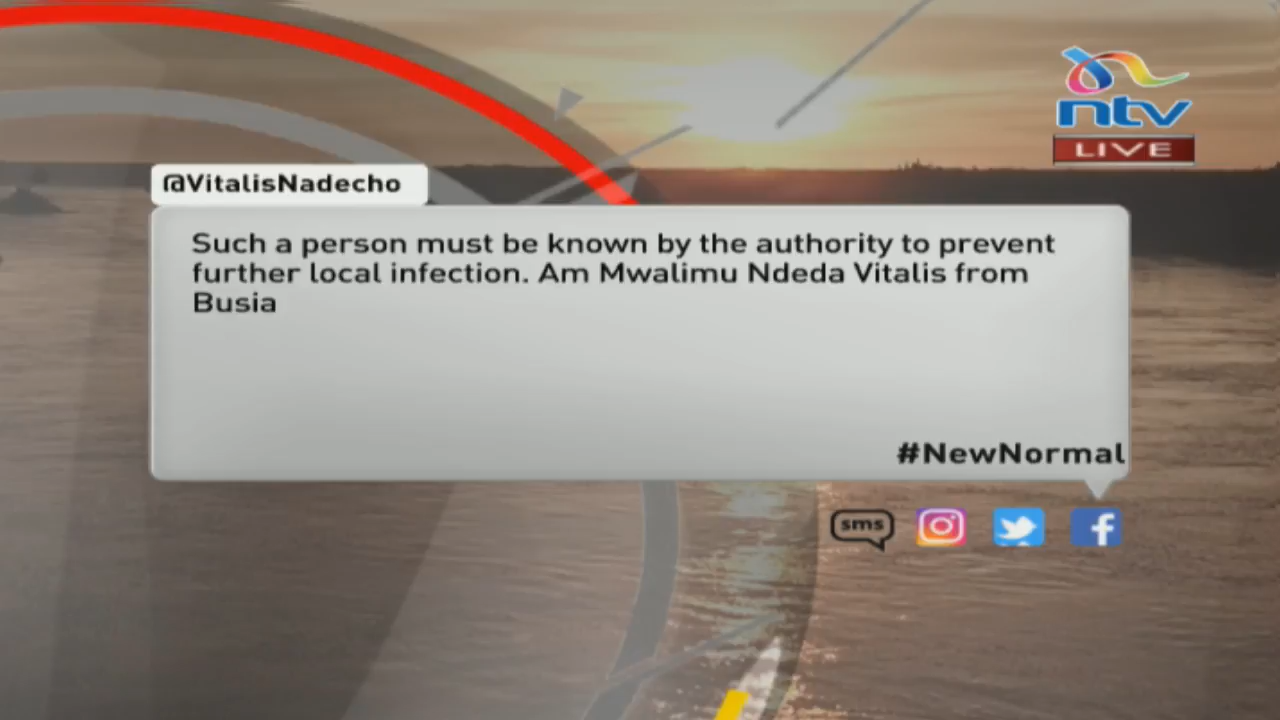 ntv
LIVE
@VitalisNadecho
Such a person must be known by the authority to prevent
further local infection. Am Mwalimu Ndeda Vitalis from
Busia
#NewNormal
sms